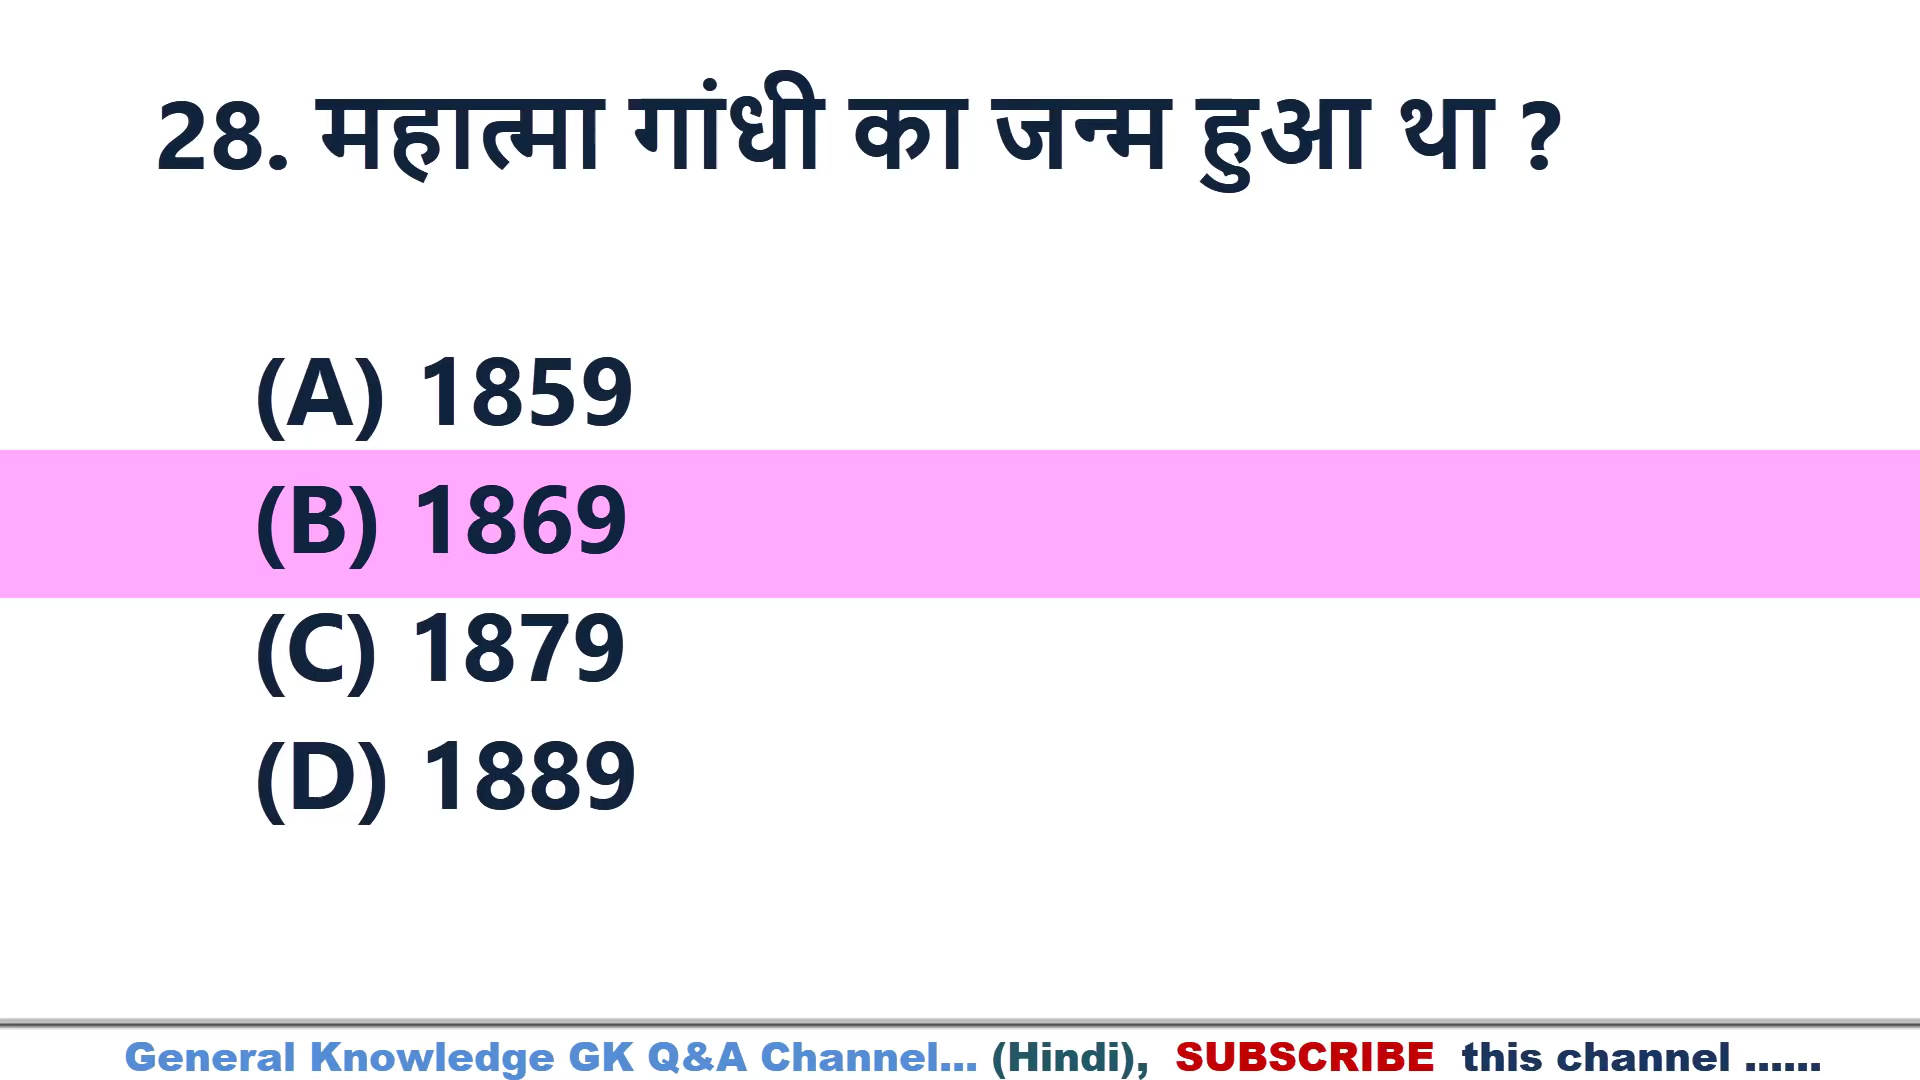 28. महात्मा गांधी का जन्म हुआ था ?
(A) 1859
(B) 1869
(C) 1879
(D) 1889
General Knowledge GK Q&A Channel... (Hindi), SUBSCRIBE this channel ......